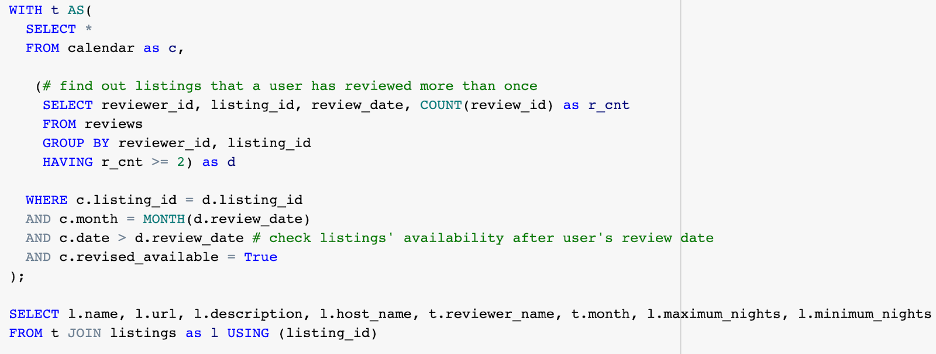 WITH t AS(
SELECT *
FROM calendar as c,
(# find out listings that a user has reviewed more than once
SELECT reviewer_id, listing_id, review_date, COUNT(review_id) as r_cnt
FROM reviews
GROUP BY reviewer_id, listing_id
HAVING r_cnt >= 2) as d
WHERE c.listing_id = d.listing_id
AND c.month = MONTH(d.review_date)
AND c.date > d.review_date # check listings' availability after user's review date
AND c.revised_available = True
);
SELECT l.name, l.url, l.description, l.host_name, t.reviewer_name, t.month, l.maximum_nights, l.minimum_nights
FROM t JOIN listings as l USING (listing_id)